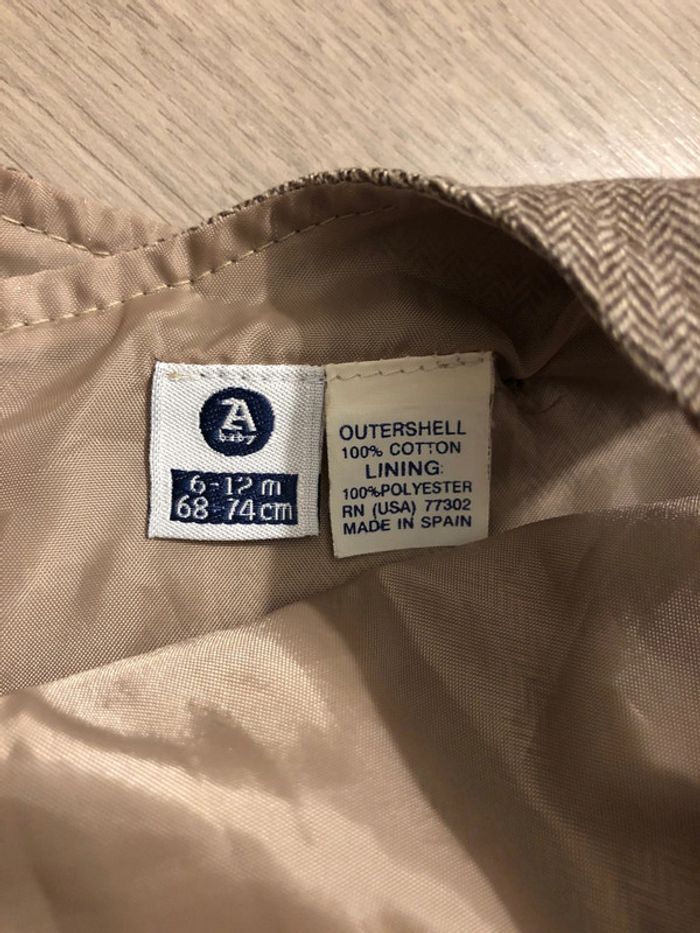 A
baby
6-12 m
68-74cm
OUTERSHELL
100% COTTON
LINING:
100%POLYESTER
RN (USA) 77302
MADE IN SPAIN